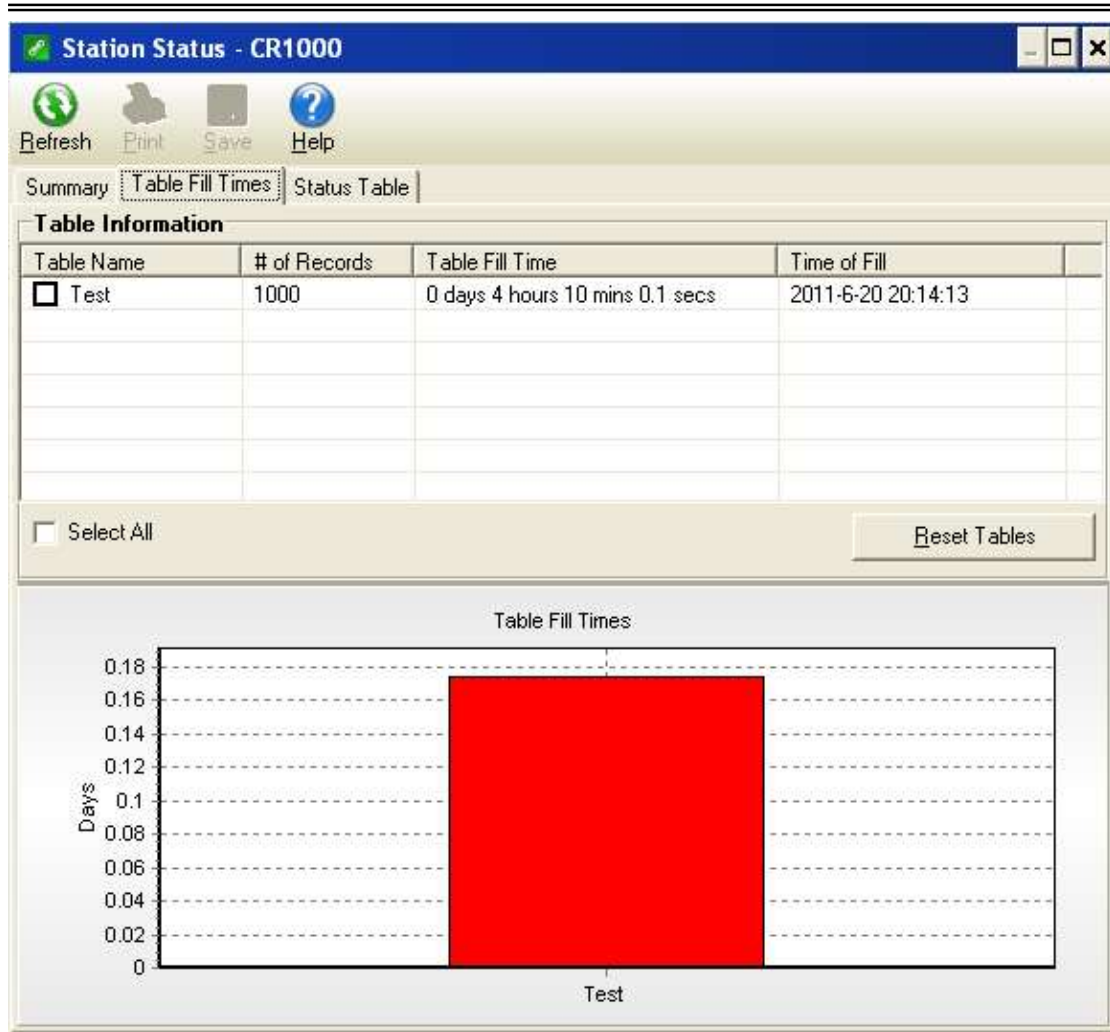 Station Status - CR1000
Refresh Print Save Help
Summary Table Fill Times Status Table
Table Information
Table Name # of Records Table Fill Time Time of Fill
Test 1000 0 days 4 hours 10 mins 0.1 secs 2011-6-20 20:14:13
Select All Reset Tables
Table Fill Times
0.18
0.16
0.14
0.12
0.1
0.08
0.06
0.04
0.02
0
Days
Test